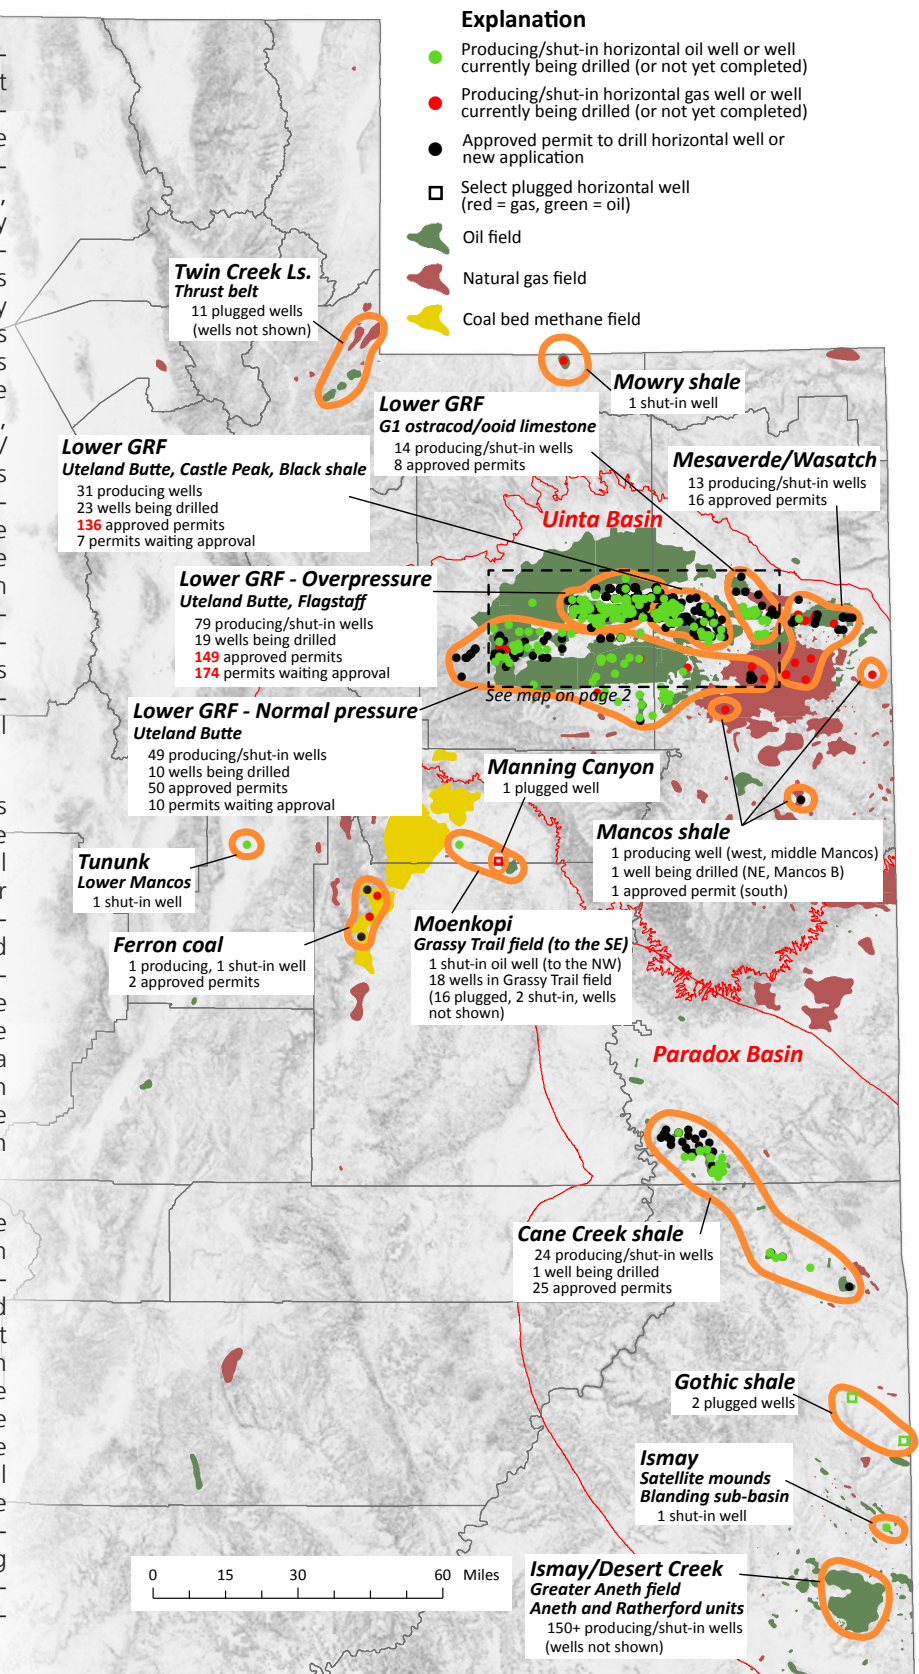 Explanation
Producing/shut-in horizontal oil well or well
currently being drilled (or not yet completed)
Producing/shut-in horizontal gas well or well
currently being drilled (or not yet completed)
Approved permit to drill horizontal well or
new application
Select plugged horizontal well
(red = gas, green = oil)
Oil field
Natural gas field
Coal bed methane field
Twin Creek Ls.
Thrust belt
11 plugged wells
(wells not shown)
Mowry shale
1 shut-in well
Lower GRF
G1 ostracod/ooid limestone
14 producing/shut-in wells
8 approved permits
Lower GRF
Uteland Butte, Castle Peak, Black shale
31 producing wells
23 wells being drilled
136 approved permits
7 permits waiting approval
Mesaverde/Wasatch
13 producing/shut-in wells
16 approved permits
Uinta Basin
Lower GRF - Overpressure
Uteland Butte, Flagstaff
79 producing/shut-in wells
19 wells being drilled
149 approved permits
174 permits waiting approval
See map on page 2
Lower GRF - Normal pressure
Uteland Butte
49 producing/shut-in wells
10 wells being drilled
50 approved permits
10 permits waiting approval
Manning Canyon
1 plugged well
Mancos shale
1 producing well (west, middle Mancos)
1 well being drilled (NE, Mancos B)
1 approved permit (south)
Tununk
Lower Mancos
1 shut-in well
Ferron coal
1 producing, 1 shut-in well
2 approved permits
Moenkopi
Grassy Trail field (to the SE)
1 shut-in oil well (to the NW)
18 wells in Grassy Trail field
(16 plugged, 2 shut-in, wells
not shown)
Paradox Basin
Cane Creek shale
24 producing/shut-in wells
1 well being drilled
25 approved permits
Gothic shale
2 plugged wells
Ismay
Satellite mounds
Blanding sub-basin
1 shut-in well
Ismay/Desert Creek
Greater Aneth field
Aneth and Ratherford units
150+ producing/shut-in wells
(wells not shown)
0 15 30 60 Miles